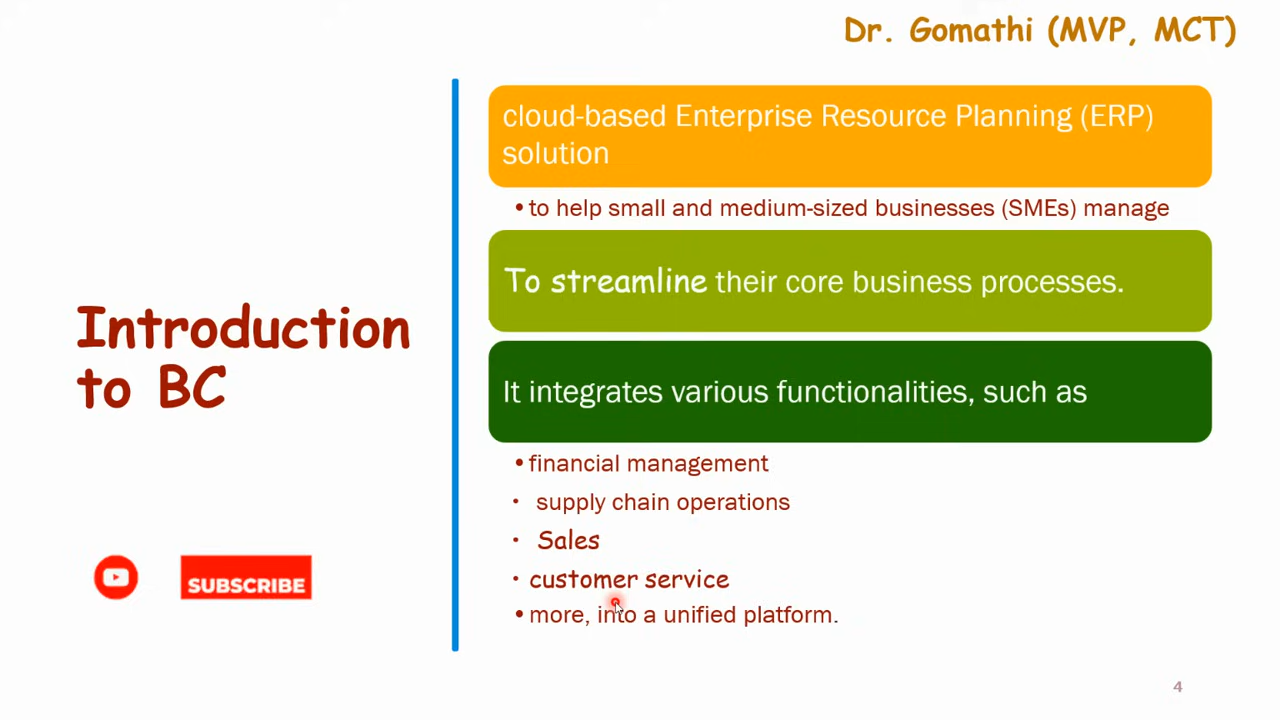 Dr. Gomathi (MVP, MCT)
Introduction
to BC
SUBSCRIBE
cloud-based Enterprise Resource Planning (ERP)
solution
•to help small and medium-sized businesses (SMEs) manage
To streamline their core business processes.
It integrates various functionalities, such as
•financial management
• supply chain operations
• Sales
• customer service
•more, into a unified platform.
4